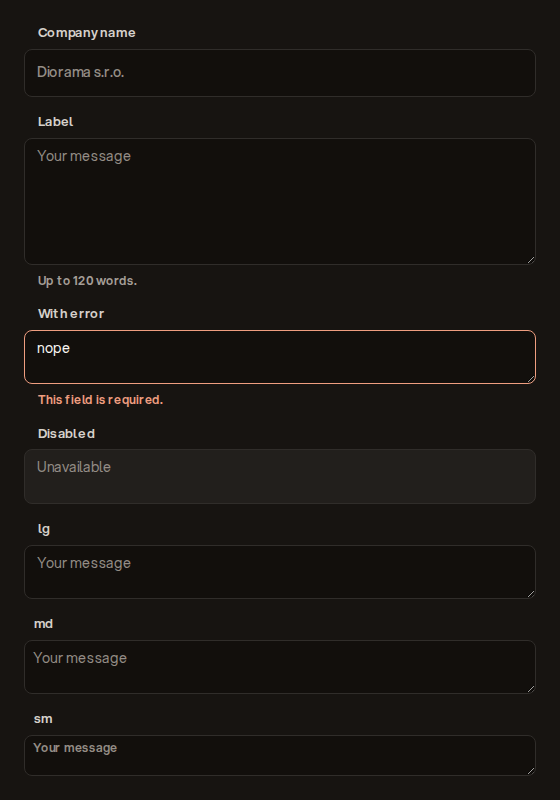 Company name
Diorama s.r.o.
Label
Your message
Up to 120 words.
With error
nope
This field is required.
Disabled
Unavailable
lg
Your message
md
Your message
sm
Your message